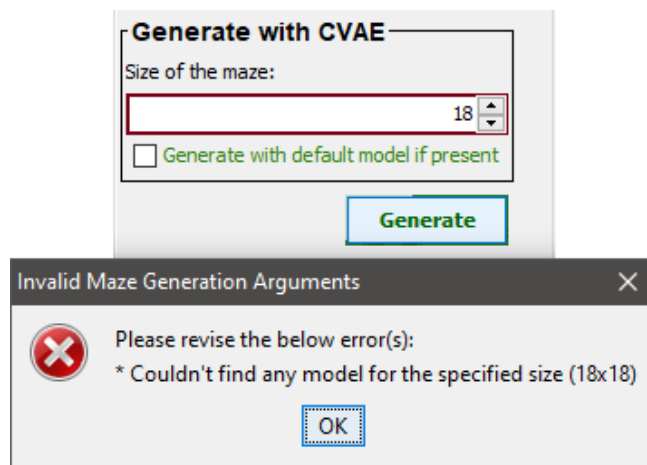 Generate with CVAE
Size of the maze:
18
Generate with default model if present
Generate
Invalid Maze Generation Arguments
Please revise the below error(s):
* Couldn't find any model for the specified size (18x18)
OK